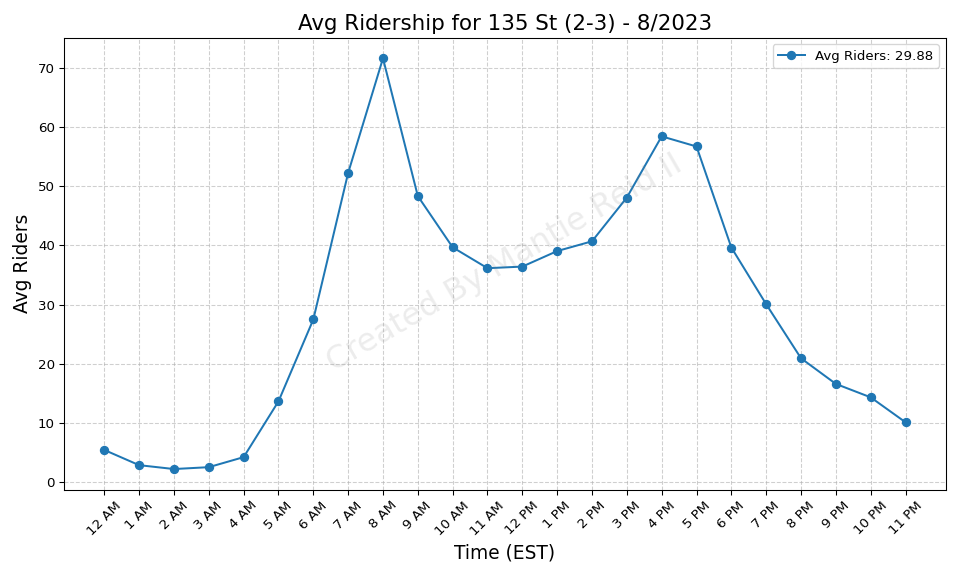 Avg Ridership for 135 St (2-3) - 8/2023
Avg Riders: 29.88
Avg Riders
70
60
50
40
30
20
10
0
Created By Mantle Reid II
12 AM
1 AM
2 AM
3 AM
4 AM
5 AM
6 AM
7 AM
8 AM
9 AM
10 AM
11 AM
12 PM
1 PM
2 PM
3 PM
4 PM
5 PM
6 PM
7 PM
8 PM
9 PM
10 PM
11 PM
Time (EST)